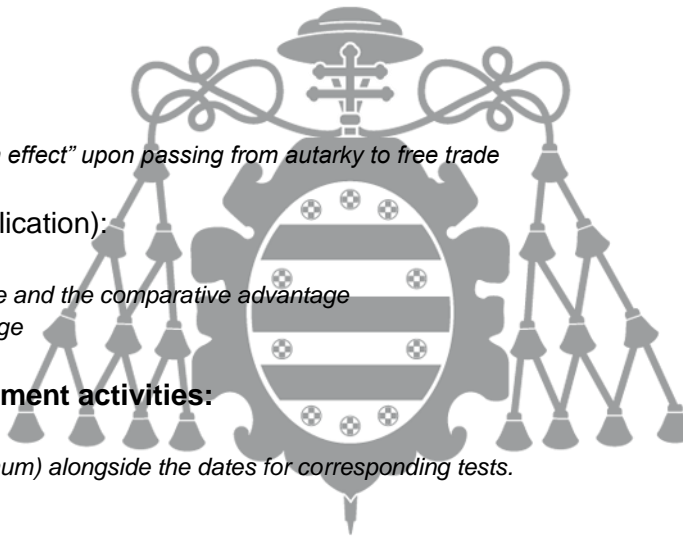 effect” upon passing from autarky to free trade
lication):
e and the comparative advantage
ge
ment activities:
um) alongside the dates for corresponding tests.